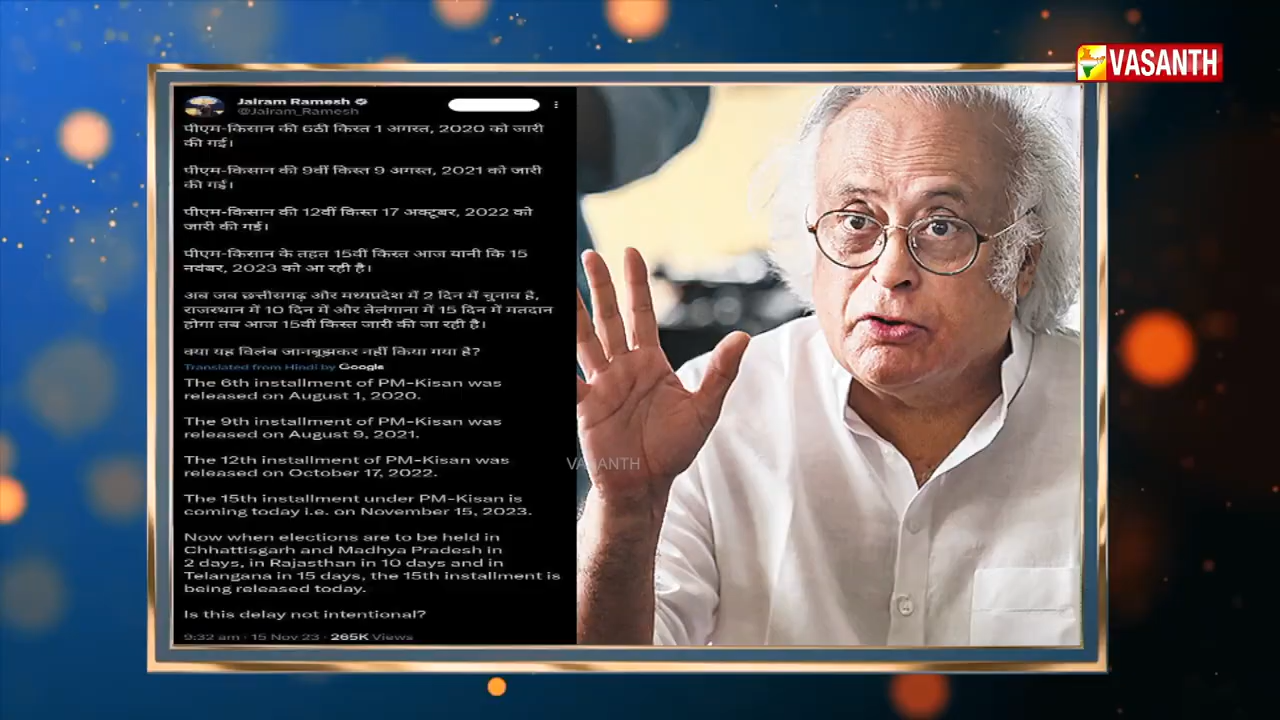 VASANTH
Jairam Ramesh
@Jairam_Ramesh
पीएम-किसान की 6ठी किस्त 1 अगस्त, 2020 को जारी
की गई।
पीएम-किसान की 9वीं किस्त 9 अगस्त, 2021 को जारी
की गई।
पीएम-किसान की 12वीं किस्त 17 अक्टूबर, 2022 को
जारी की गई।
पीएम-किसान के तहत 15वीं किस्त आज यानी कि 15
नवंबर, 2023 को आ रही है।
अब जब छत्तीसगढ़ और मध्यप्रदेश में 2 दिन में चुनाव है,
राजस्थान में 10 दिन में और तेलंगाना में 15 दिन में मतदान
होगा तब आज 15वीं किस्त जारी की जा रही है।
क्या यह विलंब जानबूझकर नहीं किया गया है?
Translated from Hindi by Google
The 6th installment of PM-Kisan was
released on August 1, 2020.
The 9th installment of PM-Kisan was
released on August 9, 2021.
The 12th installment of PM-Kisan was
released on October 17, 2022.
The 15th installment under PM-Kisan is
coming today i.e. on November 15, 2023.
Now when elections are to be held in
Chhattisgarh and Madhya Pradesh in
2 days, in Rajasthan in 10 days and in
Telangana in 15 days, the 15th installment is
being released today.
Is this delay not intentional?
9:32 am · 15 Nov 23 · 265K Views
VASANTH